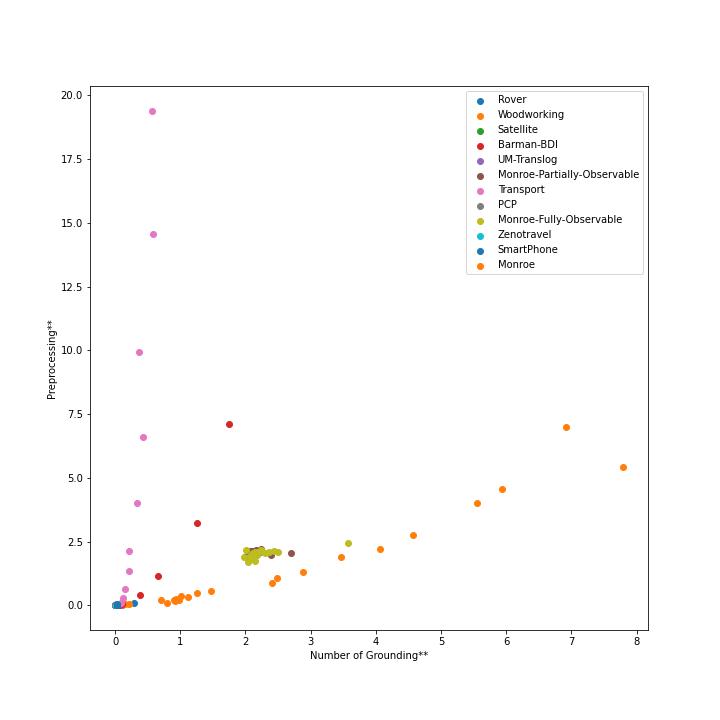 20.0
17.5
15.0
12.5
10.0
7.5
5.0
2.5
0.0
Preprocessing**
0 1 2 3 4 5 6 7 8
Number of Grounding**
Rover
Woodworking
Satellite
Barman-BDI
UM-Translog
Monroe-Partially-Observable
Transport
PCP
Monroe-Fully-Observable
Zenotravel
SmartPhone
Monroe